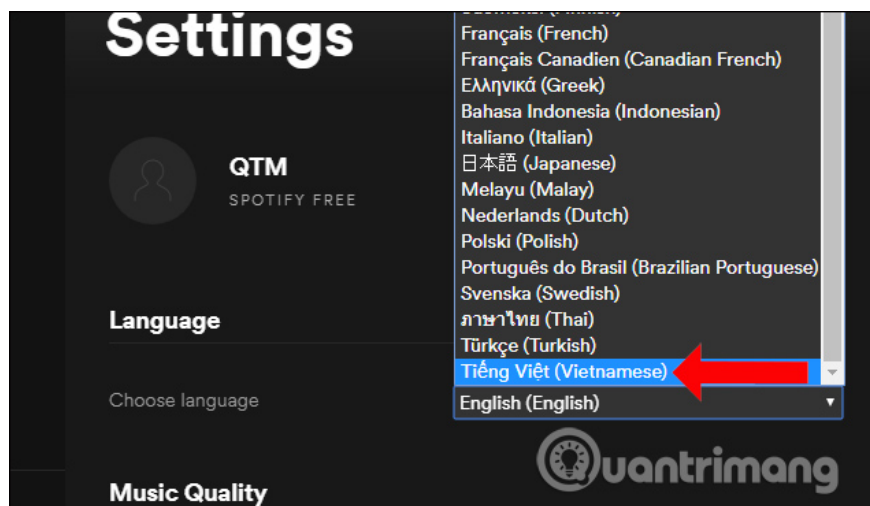 Settings
QTM
SPOTIFY FREE
Language
Choose language
Music Quality
Français (French)
Français Canadien (Canadian French)
Ελληνικά (Greek)
Bahasa Indonesia (Indonesian)
Italiano (Italian)
日本語 (Japanese)
Melayu (Malay)
Nederlands (Dutch)
Polski (Polish)
Português do Brasil (Brazilian Portuguese)
Svenska (Swedish)
ภาษาไทย (Thai)
Türkçe (Turkish)
Tiếng Việt (Vietnamese)
English (English)
Quantrimang